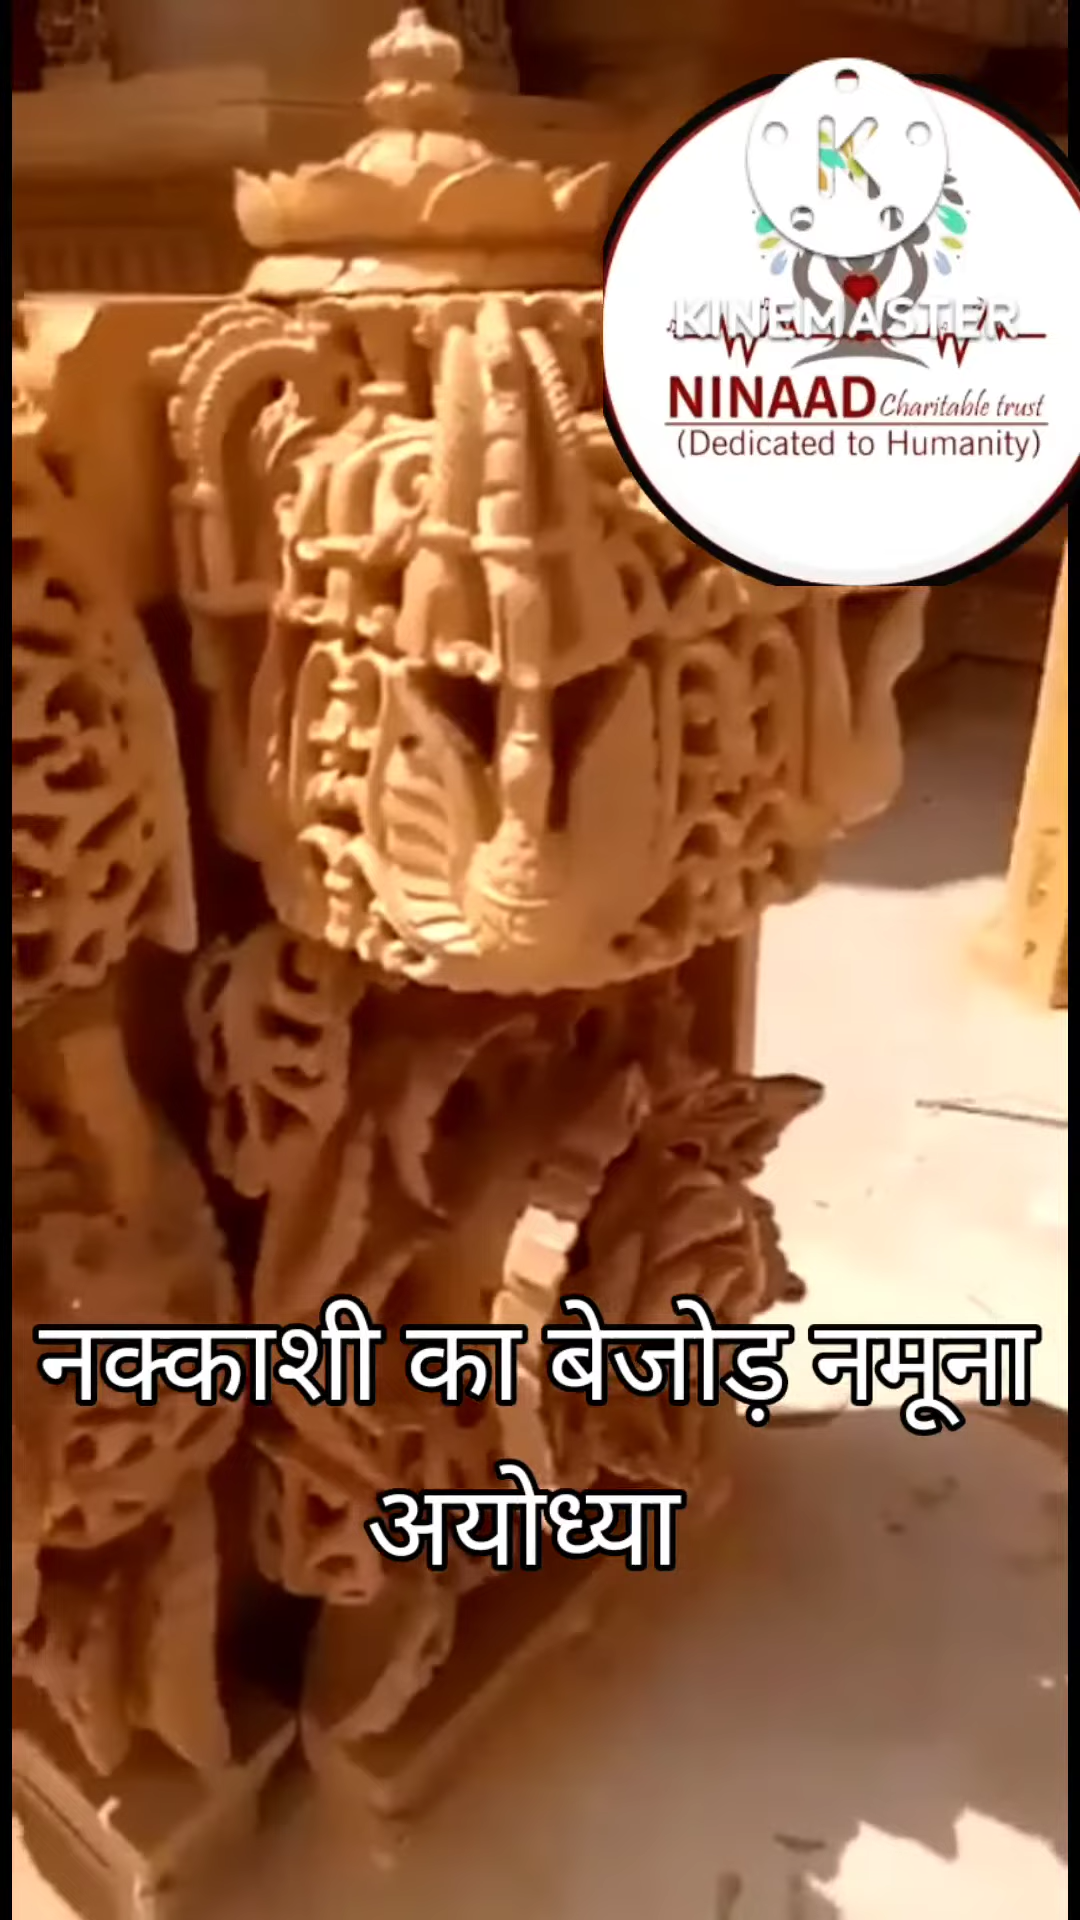 K
KINEMASTER
NINAAD Charitable trust
(Dedicated to Humanity)
नक्काशी का बेजोड़ नमूना
अयोध्या